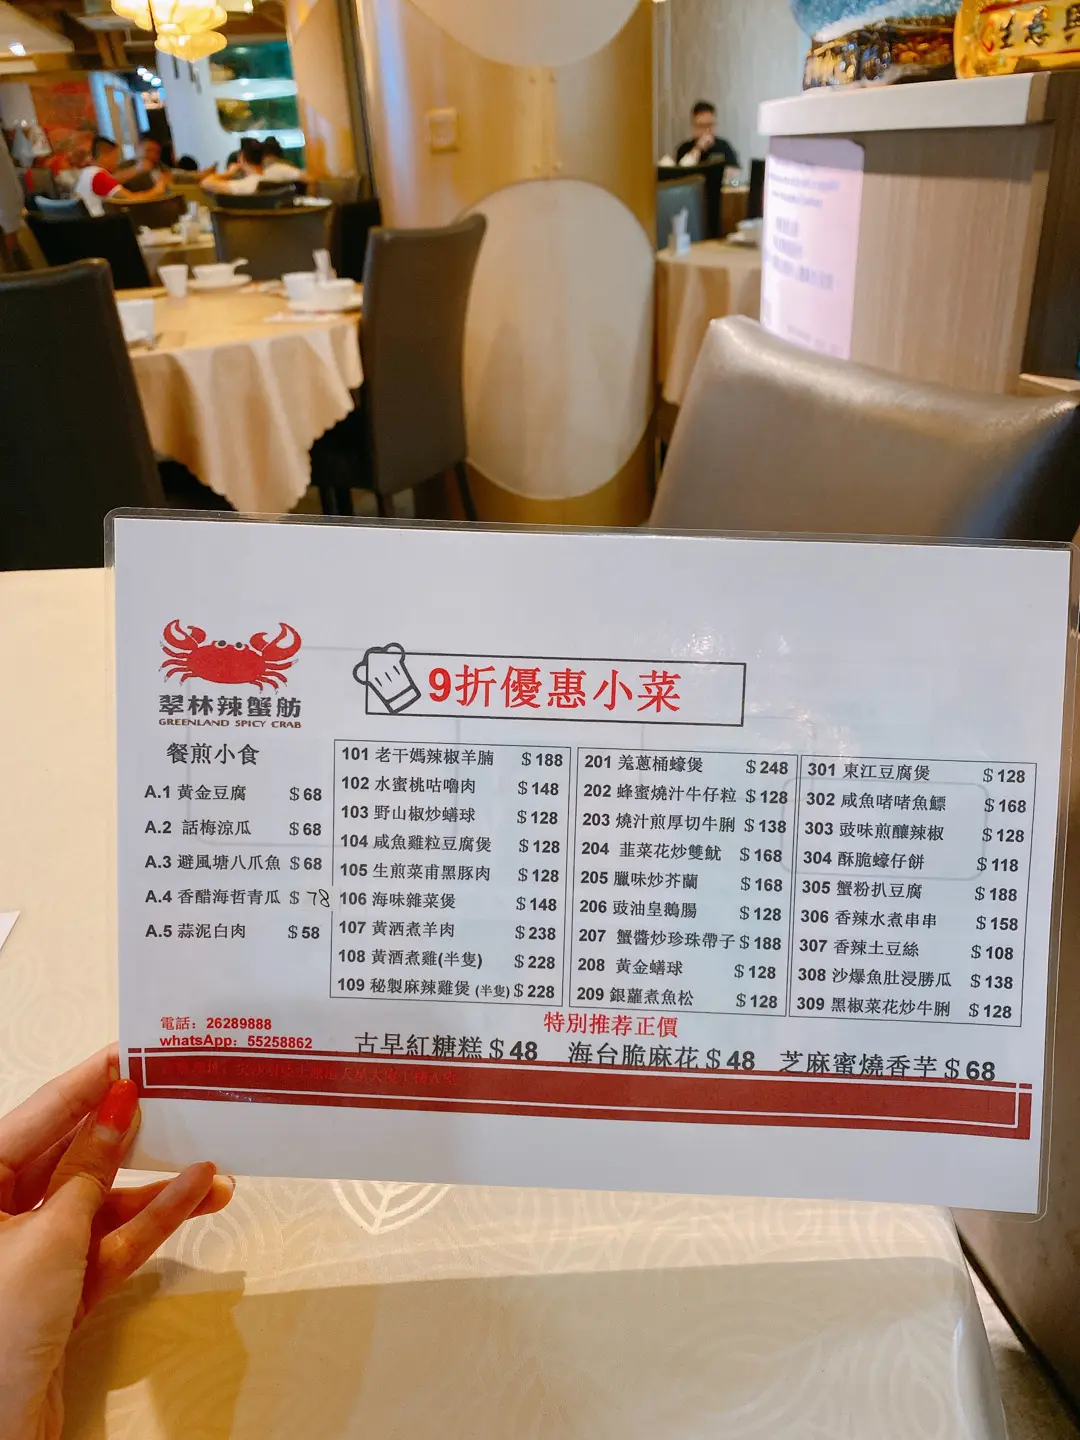 生意興
翠林辣蟹舫
GREENLAND SPICY CRAB
9折優惠小菜
餐煎小食
A.1 黃金豆腐 $68
A.2 話梅涼瓜 $68
A.3 避風塘八爪魚 $68
A.4 香醋海哲青瓜 $78
A.5 蒜泥白肉 $58
101 老干媽辣椒羊腩 $188
102 水蜜桃咕嚕肉 $148
103 野山椒炒蟮球 $128
104 咸魚雞粒豆腐煲 $128
105 生煎菜甫黑豚肉 $128
106 海味雜菜煲 $148
107 黃酒煮羊肉 $238
108 黃酒煮雞(半隻) $228
109 秘製麻辣雞煲 (半隻) $228
201 羗蔥桶蠔煲 $248
202 蜂蜜燒汁牛仔粒 $128
203 燒汁煎厚切牛脷 $138
204 韮菜花炒雙魷 $168
205 臘味炒芥蘭 $168
206 豉油皇鵝腸 $128
207 蟹醬炒珍珠帶子 $188
208 黃金蟮球 $128
209 銀蘿煮魚松 $128
301 東江豆腐煲 $128
302 咸魚啫啫魚鰾 $168
303 豉味煎釀辣椒 $128
304 酥脆蠔仔餅 $118
305 蟹粉扒豆腐 $188
306 香辣水煮串串 $158
307 香辣土豆絲 $108
308 沙爆魚肚浸勝瓜 $138
309 黑椒菜花炒牛脷 $128
電話：26289888
whatsApp：55258862
特別推荐正價
古早紅糖糕 $48 海台脆麻花 $48 芝麻蜜燒香芋 $68